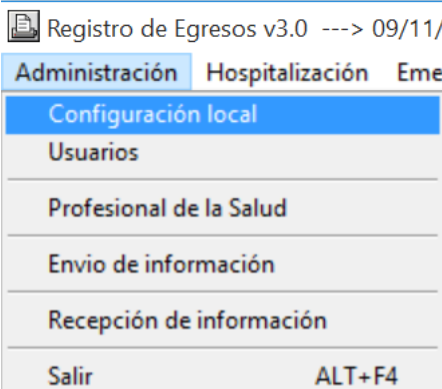 Registro de Egresos v3.0 ---> 09/11/
Administración Hospitalización Eme
Configuración local
Usuarios
Profesional de la Salud
Envio de información
Recepción de información
Salir ALT+F4